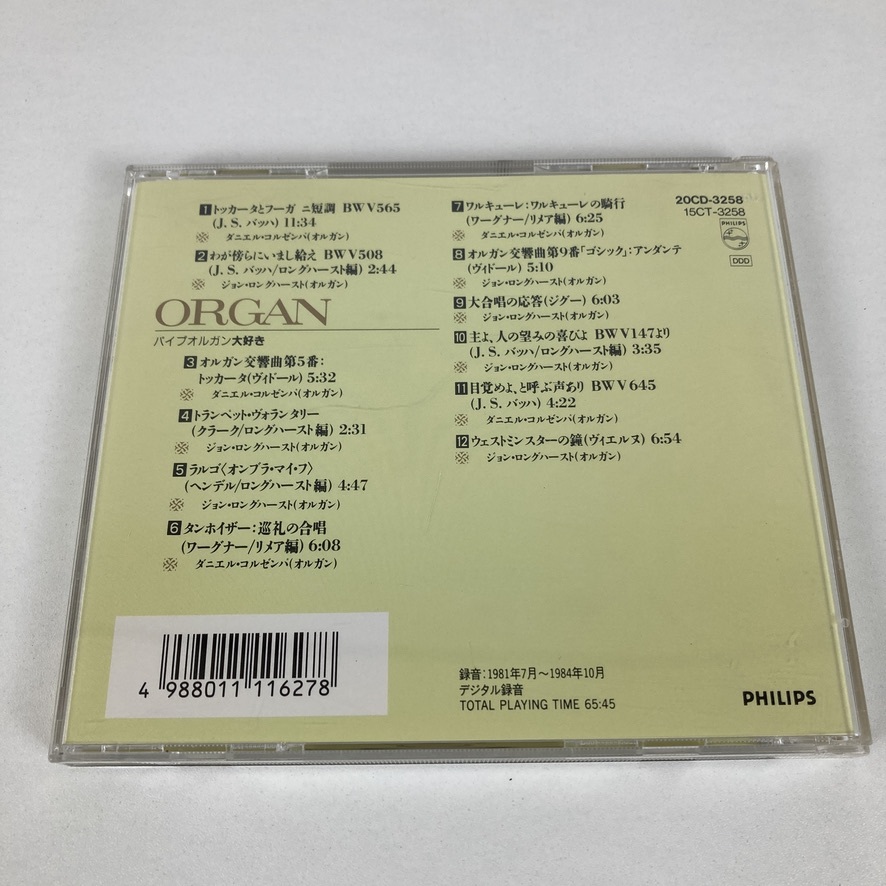 1 トッカータとフーガ ニ短調 BWV565
(J. S. バッハ) 11:34
※ ダニエル・コルゼンパ(オルガン)
2 わが傍らにいまし給え BWV508
(J. S. バッハ/ロングハースト編) 2:44
※ ジョン・ロングハースト(オルガン)
ORGAN
パイプオルガン大好き
3 オルガン交響曲第5番:
トッカータ(ヴィドール) 5:32
※ ダニエル・コルゼンパ(オルガン)
4 トランペット・ヴォランタリー
(クラーク/ロングハースト編) 2:31
※ ジョン・ロングハースト(オルガン)
5 ラルゴ〈オンブラ・マイ・フ〉
(ヘンデル/ロングハースト編) 4:47
※ ジョン・ロングハースト(オルガン)
6 タンホイザー:巡礼の合唱
(ワーグナー/リメア編) 6:08
※ ダニエル・コルゼンパ(オルガン)
7 ワルキューレ:ワルキューレの騎行
(ワーグナー/リメア編) 6:25
※ ダニエル・コルゼンパ(オルガン)
8 オルガン交響曲第9番「ゴシック」:アンダンテ
(ヴィドール) 5:10
※ ジョン・ロングハースト(オルガン)
9 大合唱の応答(ジグー) 6:03
※ ジョン・ロングハースト(オルガン)
10 主よ、人の望みの喜びよ BWV147より
(J. S. バッハ/ロングハースト編) 3:35
※ ジョン・ロングハースト(オルガン)
11 目覚めよ、と呼ぶ声あり BWV645
(J. S. バッハ) 4:22
※ ダニエル・コルゼンパ(オルガン)
12 ウェストミンスターの鐘(ヴィエルヌ) 6:54
※ ジョン・ロングハースト(オルガン)
20CD-3258
15CT-3258
PHILIPS
DDD
4 988011 116278
録音:1981年7月〜1984年10月
デジタル録音
TOTAL PLAYING TIME 65:45
PHILIPS